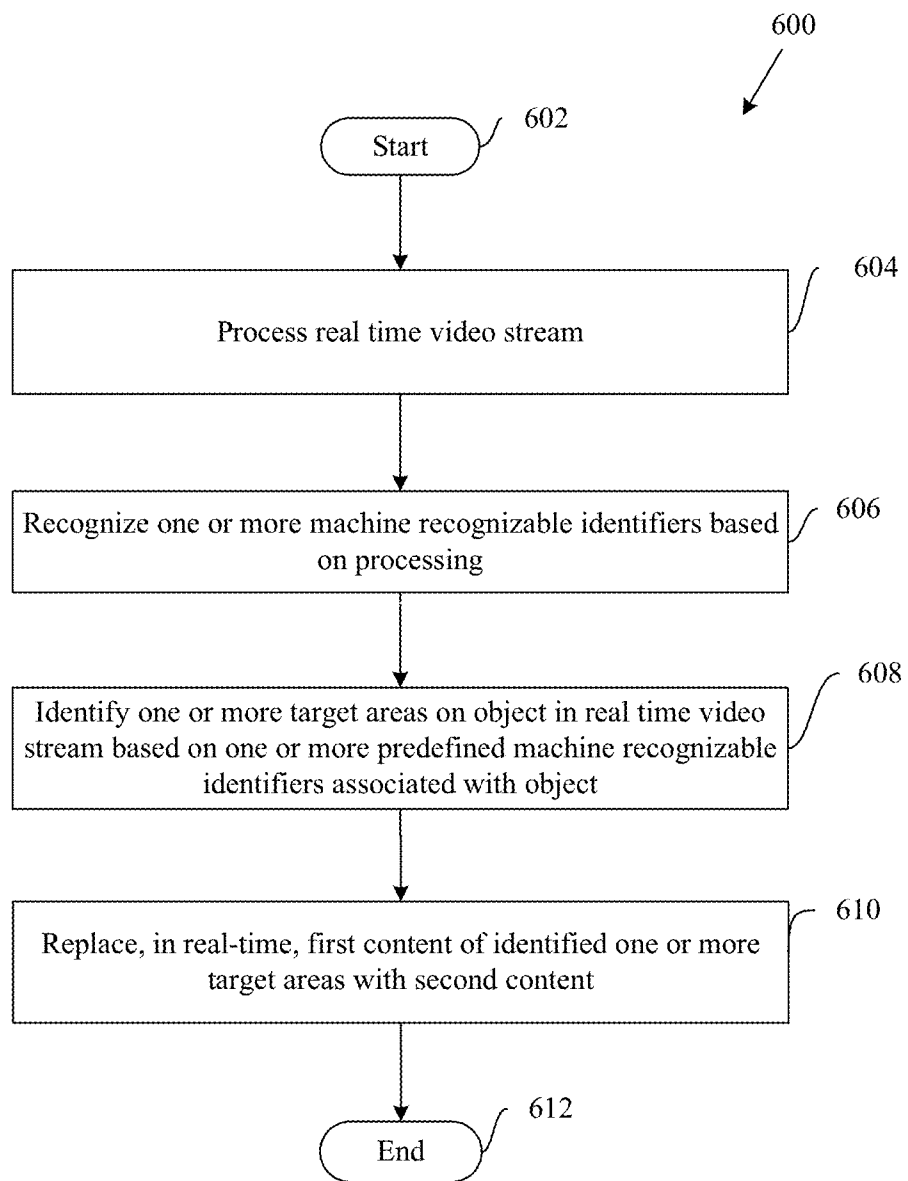 600
Start
602
604
Process real time video stream
606
Recognize one or more machine recognizable identifiers based
on processing
608
Identify one or more target areas on object in real time video
stream based on one or more predefined machine recognizable
identifiers associated with object
610
Replace, in real-time, first content of identified one or more
target areas with second content
612
End